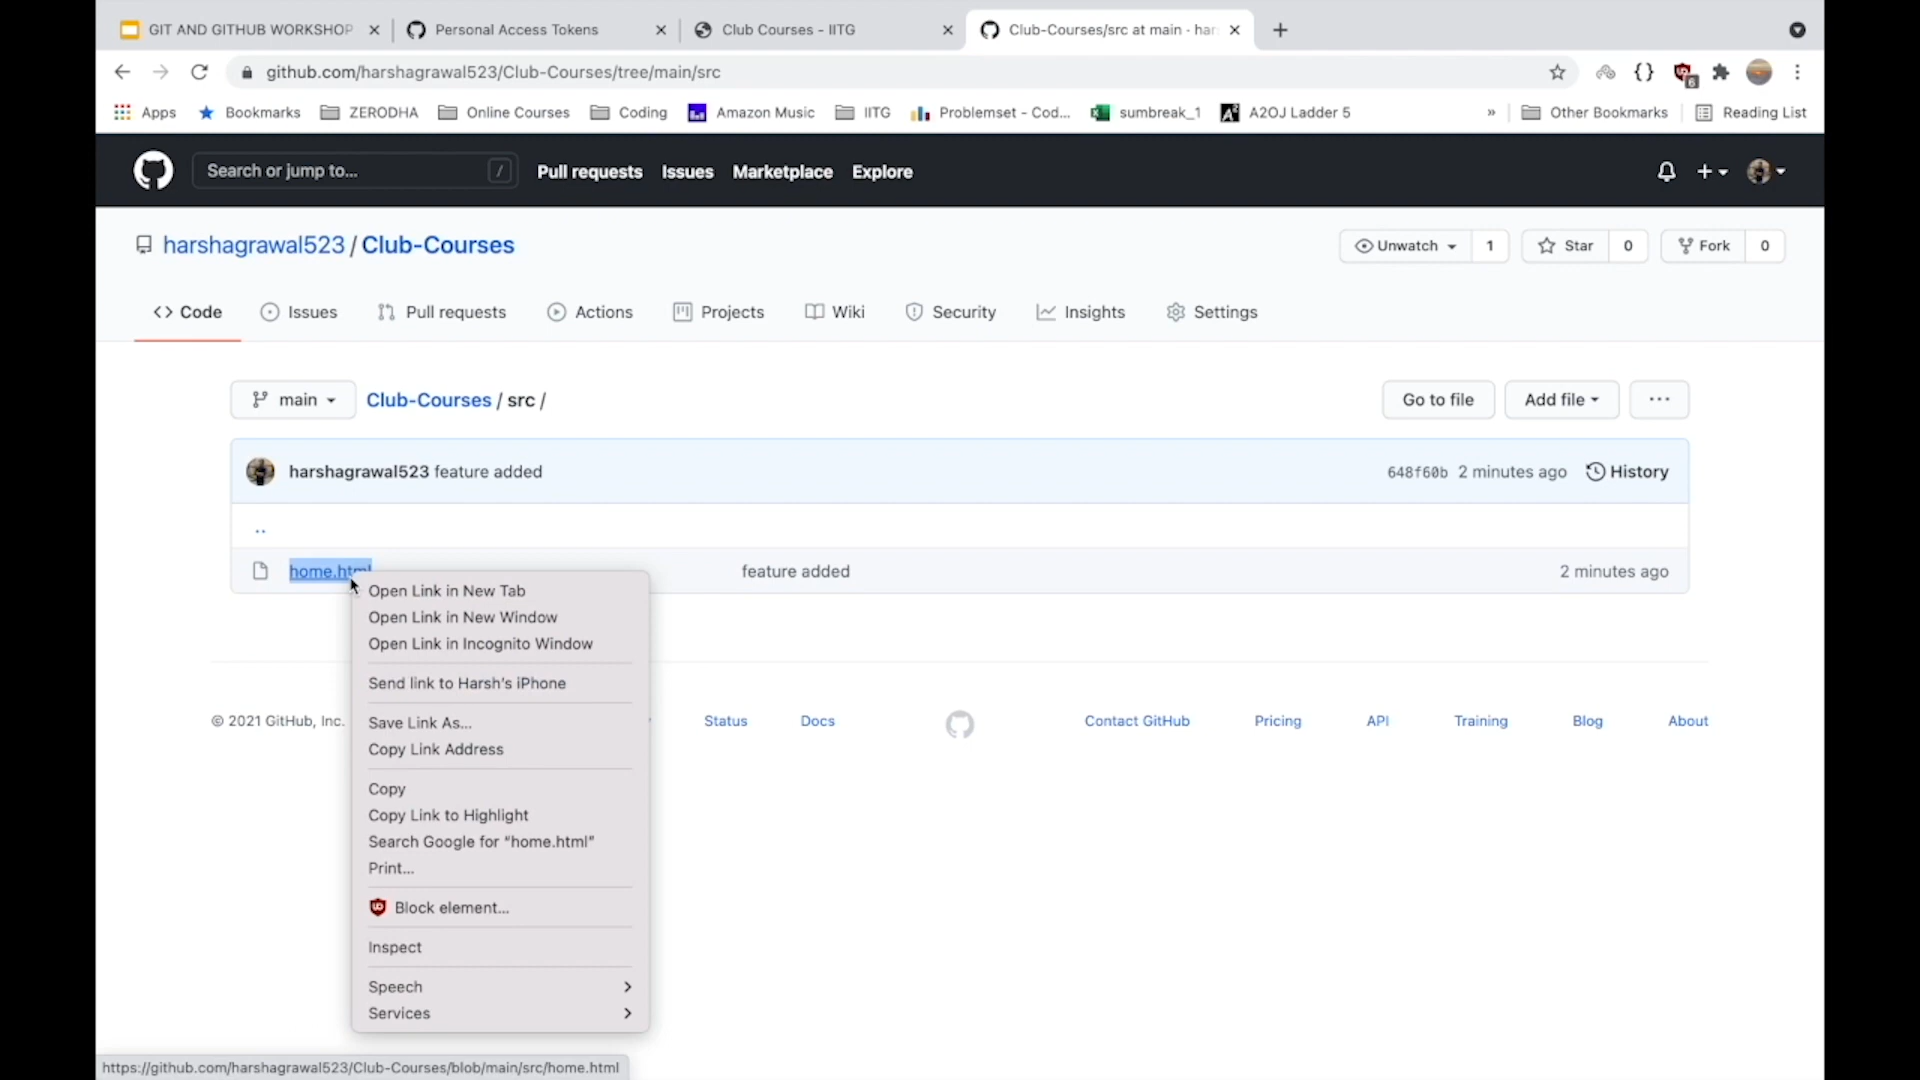 GIT AND GITHUB WORKSHOP
Personal Access Tokens
Club Courses - IITG
Club-Courses/src at main · har
github.com/harshagrawal523/Club-Courses/tree/main/src
6
Apps
Bookmarks
ZERODHA
Online Courses
Coding
Amazon Music
IITG
Problemset - Cod...
sumbreak_1
A2OJ Ladder 5
»
Other Bookmarks
Reading List
Search or jump to...
/
Pull requests
Issues
Marketplace
Explore
harshagrawal523 / Club-Courses
Unwatch 1
Star 0
Fork 0
Code
Issues
Pull requests
Actions
Projects
Wiki
Security
Insights
Settings
main
Club-Courses / src /
Go to file
Add file
...
harshagrawal523 feature added
648f60b 2 minutes ago
History
..
home.html
feature added
2 minutes ago
Open Link in New Tab
Open Link in New Window
Open Link in Incognito Window
Send link to Harsh's iPhone
Save Link As...
Copy Link Address
Copy
Copy Link to Highlight
Search Google for “home.html”
Print...
Block element...
Inspect
Speech
Services
© 2021 GitHub, Inc.
Status
Docs
Contact GitHub
Pricing
API
Training
Blog
About
https://github.com/harshagrawal523/Club-Courses/blob/main/src/home.html